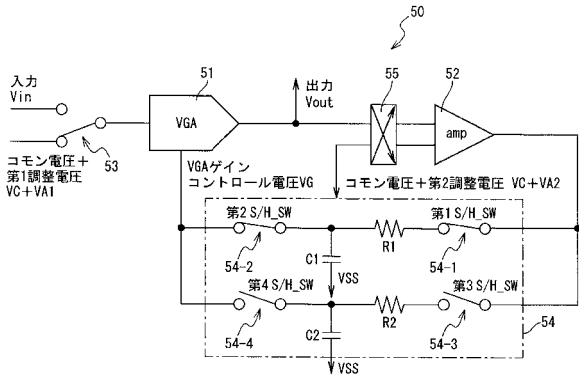 50
入力
Vin
51
VGA
出力
Vout
55
52
amp
53
コモン電圧＋
第1調整電圧
VC+VA1
VGAゲイン
コントロール電圧VG
コモン電圧＋第2調整電圧 VC+VA2
第2 S/H_SW
54-2
C1
VSS
R1
第1 S/H_SW
54-1
第4 S/H_SW
54-4
C2
VSS
R2
第3 S/H_SW
54-3
54